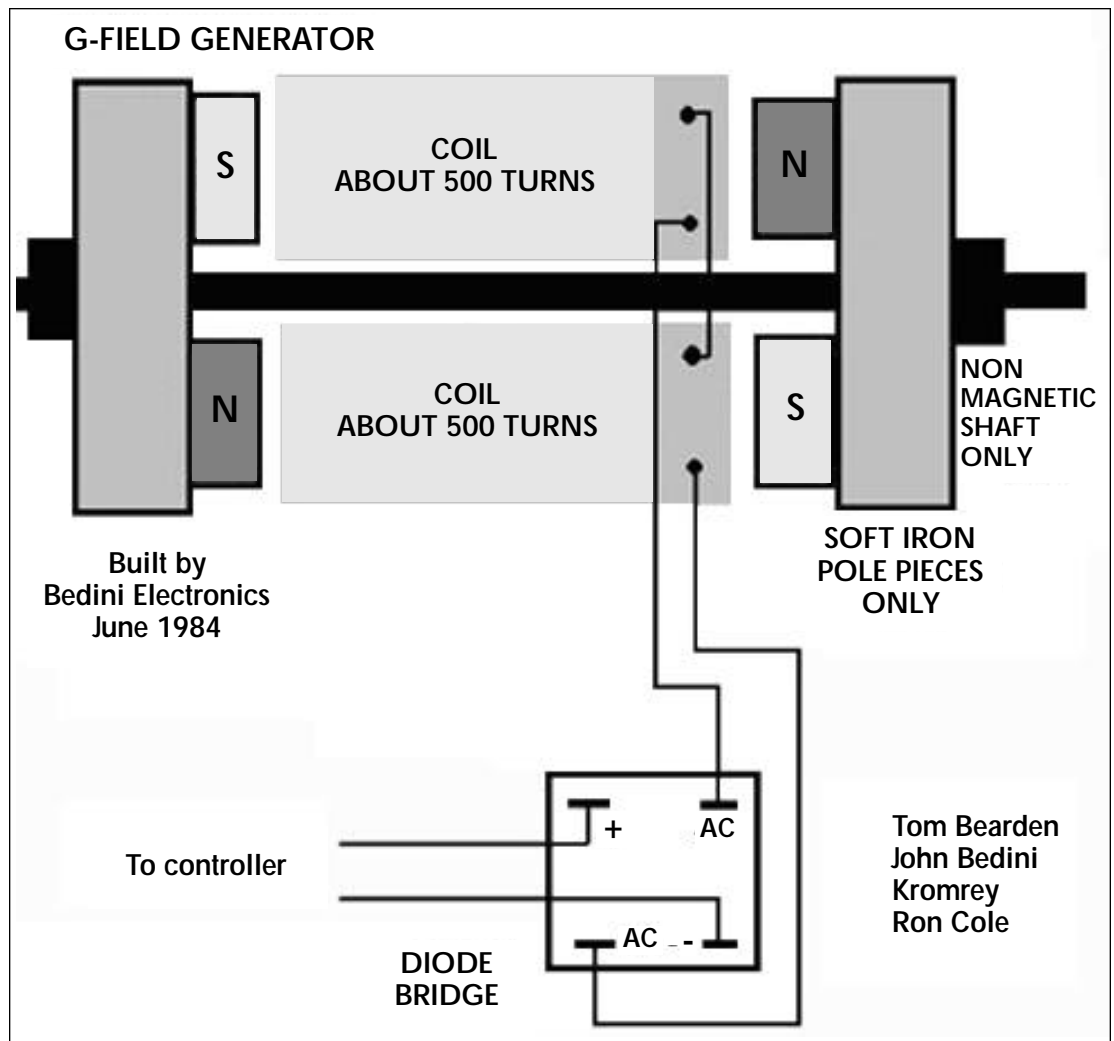 G-FIELD GENERATOR
S
COIL
ABOUT 500 TURNS
N
N
COIL
ABOUT 500 TURNS
S
NON
MAGNETIC
SHAFT
ONLY
Built by
Bedini Electronics
June 1984
SOFT IRON
POLE PIECES
ONLY
+
AC
To controller
AC -
DIODE
BRIDGE
Tom Bearden
John Bedini
Kromrey
Ron Cole